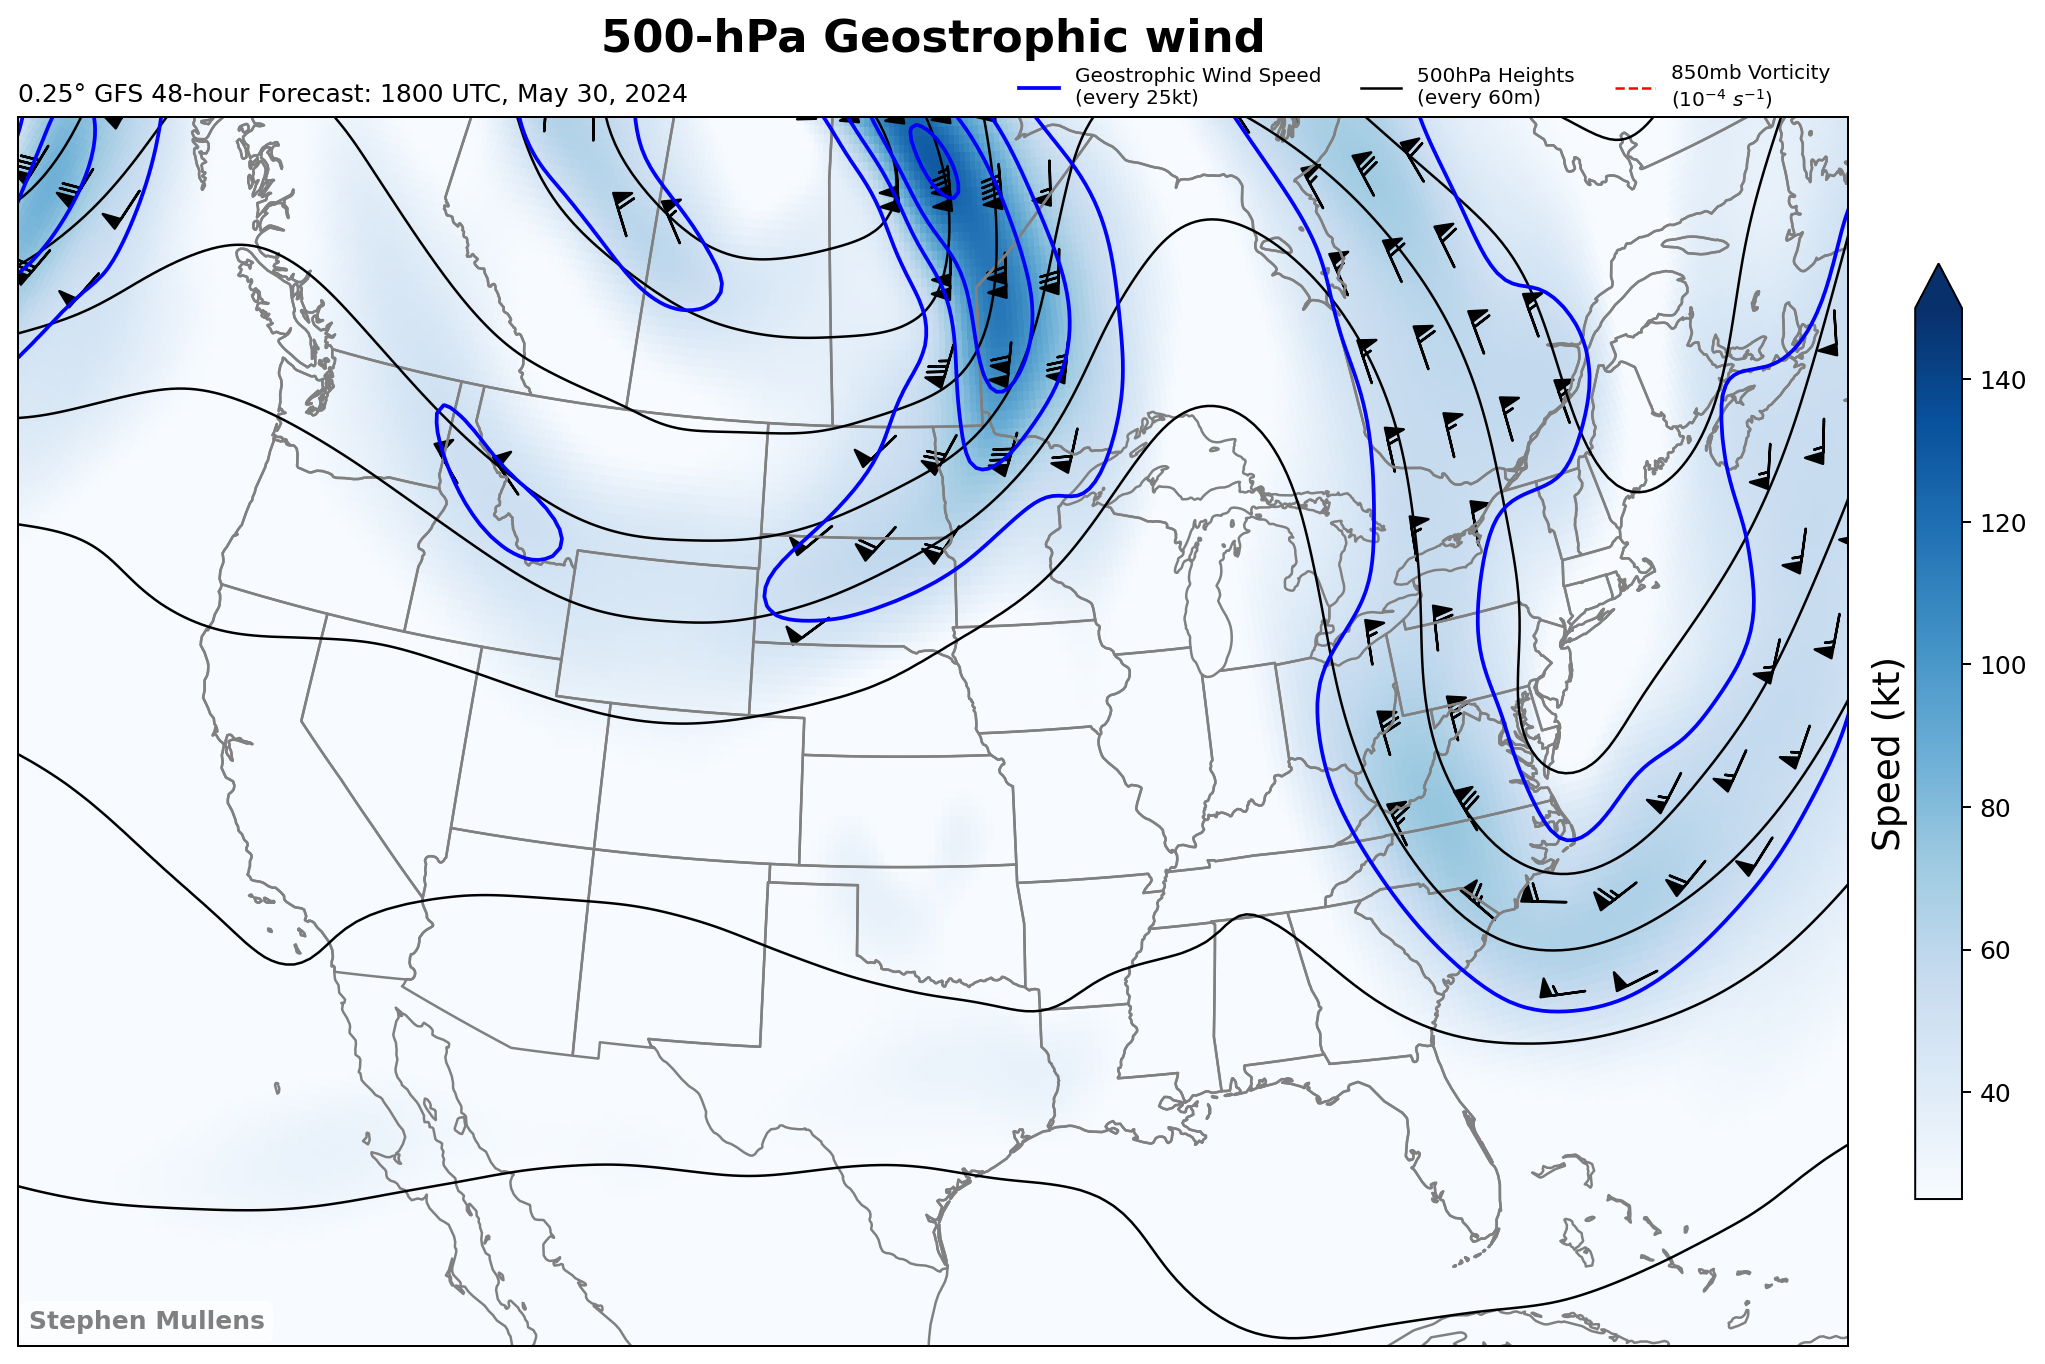 500-hPa Geostrophic wind
0.25° GFS 48-hour Forecast: 1800 UTC, May 30, 2024
Geostrophic Wind Speed
(every 25kt)
500hPa Heights
(every 60m)
850mb Vorticity
(10⁻⁴ s⁻¹)
140
120
100
80
60
40
Speed (kt)
Stephen Mullens